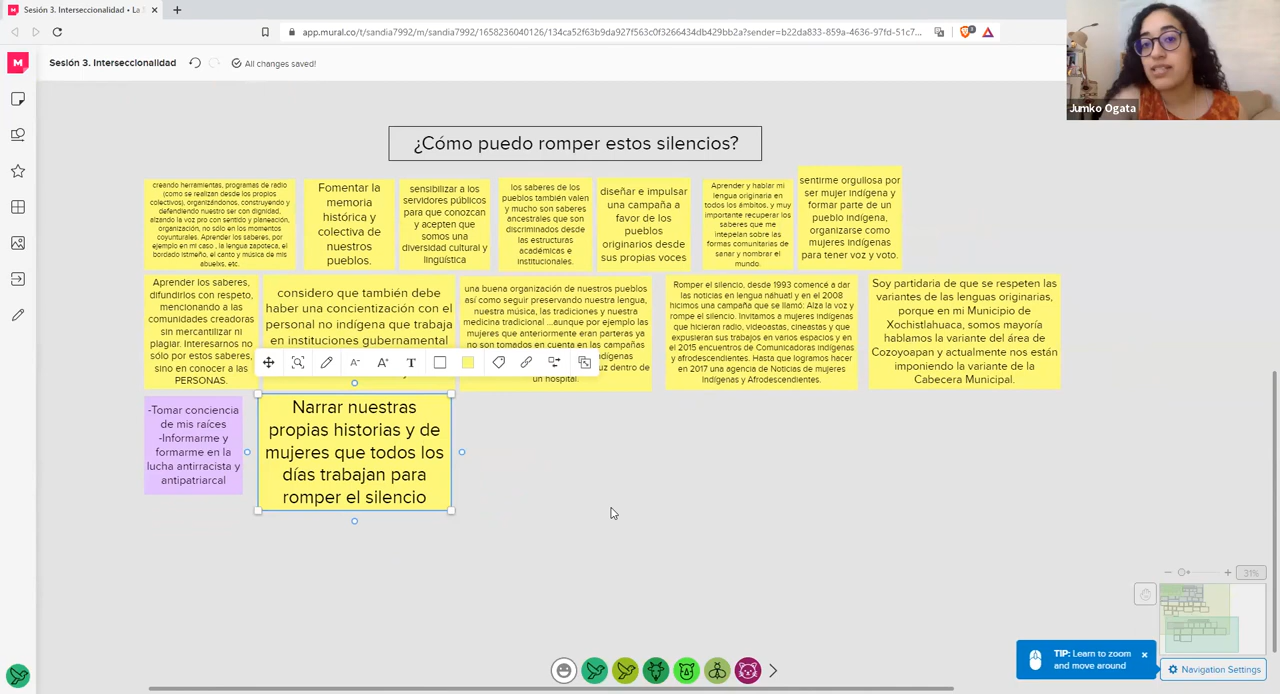 Sesión 3. Interseccionalidad • La
app.mural.co/t/sandia7992/m/sandia7992/1658236040126/134ca52f63b9da927f563c0f3266434db429bb2a?sender=b22da833-859a-4636-97fd-51c7...
Sesión 3. Interseccionalidad
All changes saved!
Jumko Ogata
¿Cómo puedo romper estos silencios?
creando herramientas, programas de radio
(como se realizan desde los propios
colectivos), organizándonos, construyendo y
defendiendo nuestro ser con dignidad,
alzando la voz pro con sentido y planeación,
organización, no sólo en los momentos
coyunturales. Aprender los saberes, por
ejemplo en mi caso , la lengua zapoteca, el
bordado istmeño, el canto y música de mis
abuelxs, etc.
Fomentar la
memoria
histórica y
colectiva de
nuestros
pueblos.
sensibilizar a los
servidores públicos
para que conozcan
y acepten que
somos una
diversidad cultural y
lingüística
los saberes de los
pueblos también valen
y mucho son saberes
ancestrales que son
discriminados desde
las estructuras
académicas e
institucionales.
diseñar e impulsar
una campaña a
favor de los
pueblos
originarios desde
sus propias voces
Aprender y hablar mi
lengua originaria en
todos los ámbitos, y muy
importante recuperar los
saberes que me
intepelan sobre las
formas comunitarias de
sanar y nombrar el
mundo.
sentirme orgullosa por
ser mujer indígena y
formar parte de un
pueblo indígena,
organizarse como
mujeres indígenas
para tener voz y voto.
Aprender los saberes,
difundirlos con respeto,
mencionando a las
comunidades creadoras
sin mercantilizar ni
plagiar. Interesarnos no
sólo por estos saberes,
sino en conocer a las
PERSONAS.
considero que también debe
haber una concientización con el
personal no indígena que trabaja
en instituciones gubernamental
una buena organización de nuestros pueblos
así como seguir preservando nuestra lengua,
nuestra música, las tradiciones y nuestra
medicina tradicional ...aunque por ejemplo las
mujeres que anteriormente eran parteras ya
no son tomados en cuenta en las campañas
un hospital.
Romper el silencio, desde 1993 comencé a dar
las noticias en lengua náhuatl y en el 2008
hicimos una campaña que se llamó: Alza la voz y
rompe el silencio. Invitamos a mujeres indígenas
que hicieran radio, videoastas, cineastas y que
expusieran sus trabajos en varios espacios y en
el 2015 encuentros de Comunicadoras indígenas
y afrodescendientes. Hasta que logramos hacer
en 2017 una agencia de Noticias de mujeres
Indígenas y Afrodescendientes.
Soy partidaria de que se respeten las
variantes de las lenguas originarias,
porque en mi Municipio de
Xochistlahuaca, somos mayoría
hablamos la variante del área de
Cozoyoapan y actualmente nos están
imponiendo la variante de la
Cabecera Municipal.
-Tomar conciencia
de mis raíces
-Informarme y
formarme en la
lucha antirracista y
antipatriarcal
Narrar nuestras
propias historias y de
mujeres que todos los
días trabajan para
romper el silencio
31%
TIP: Learn to zoom
and move around
Navigation Settings